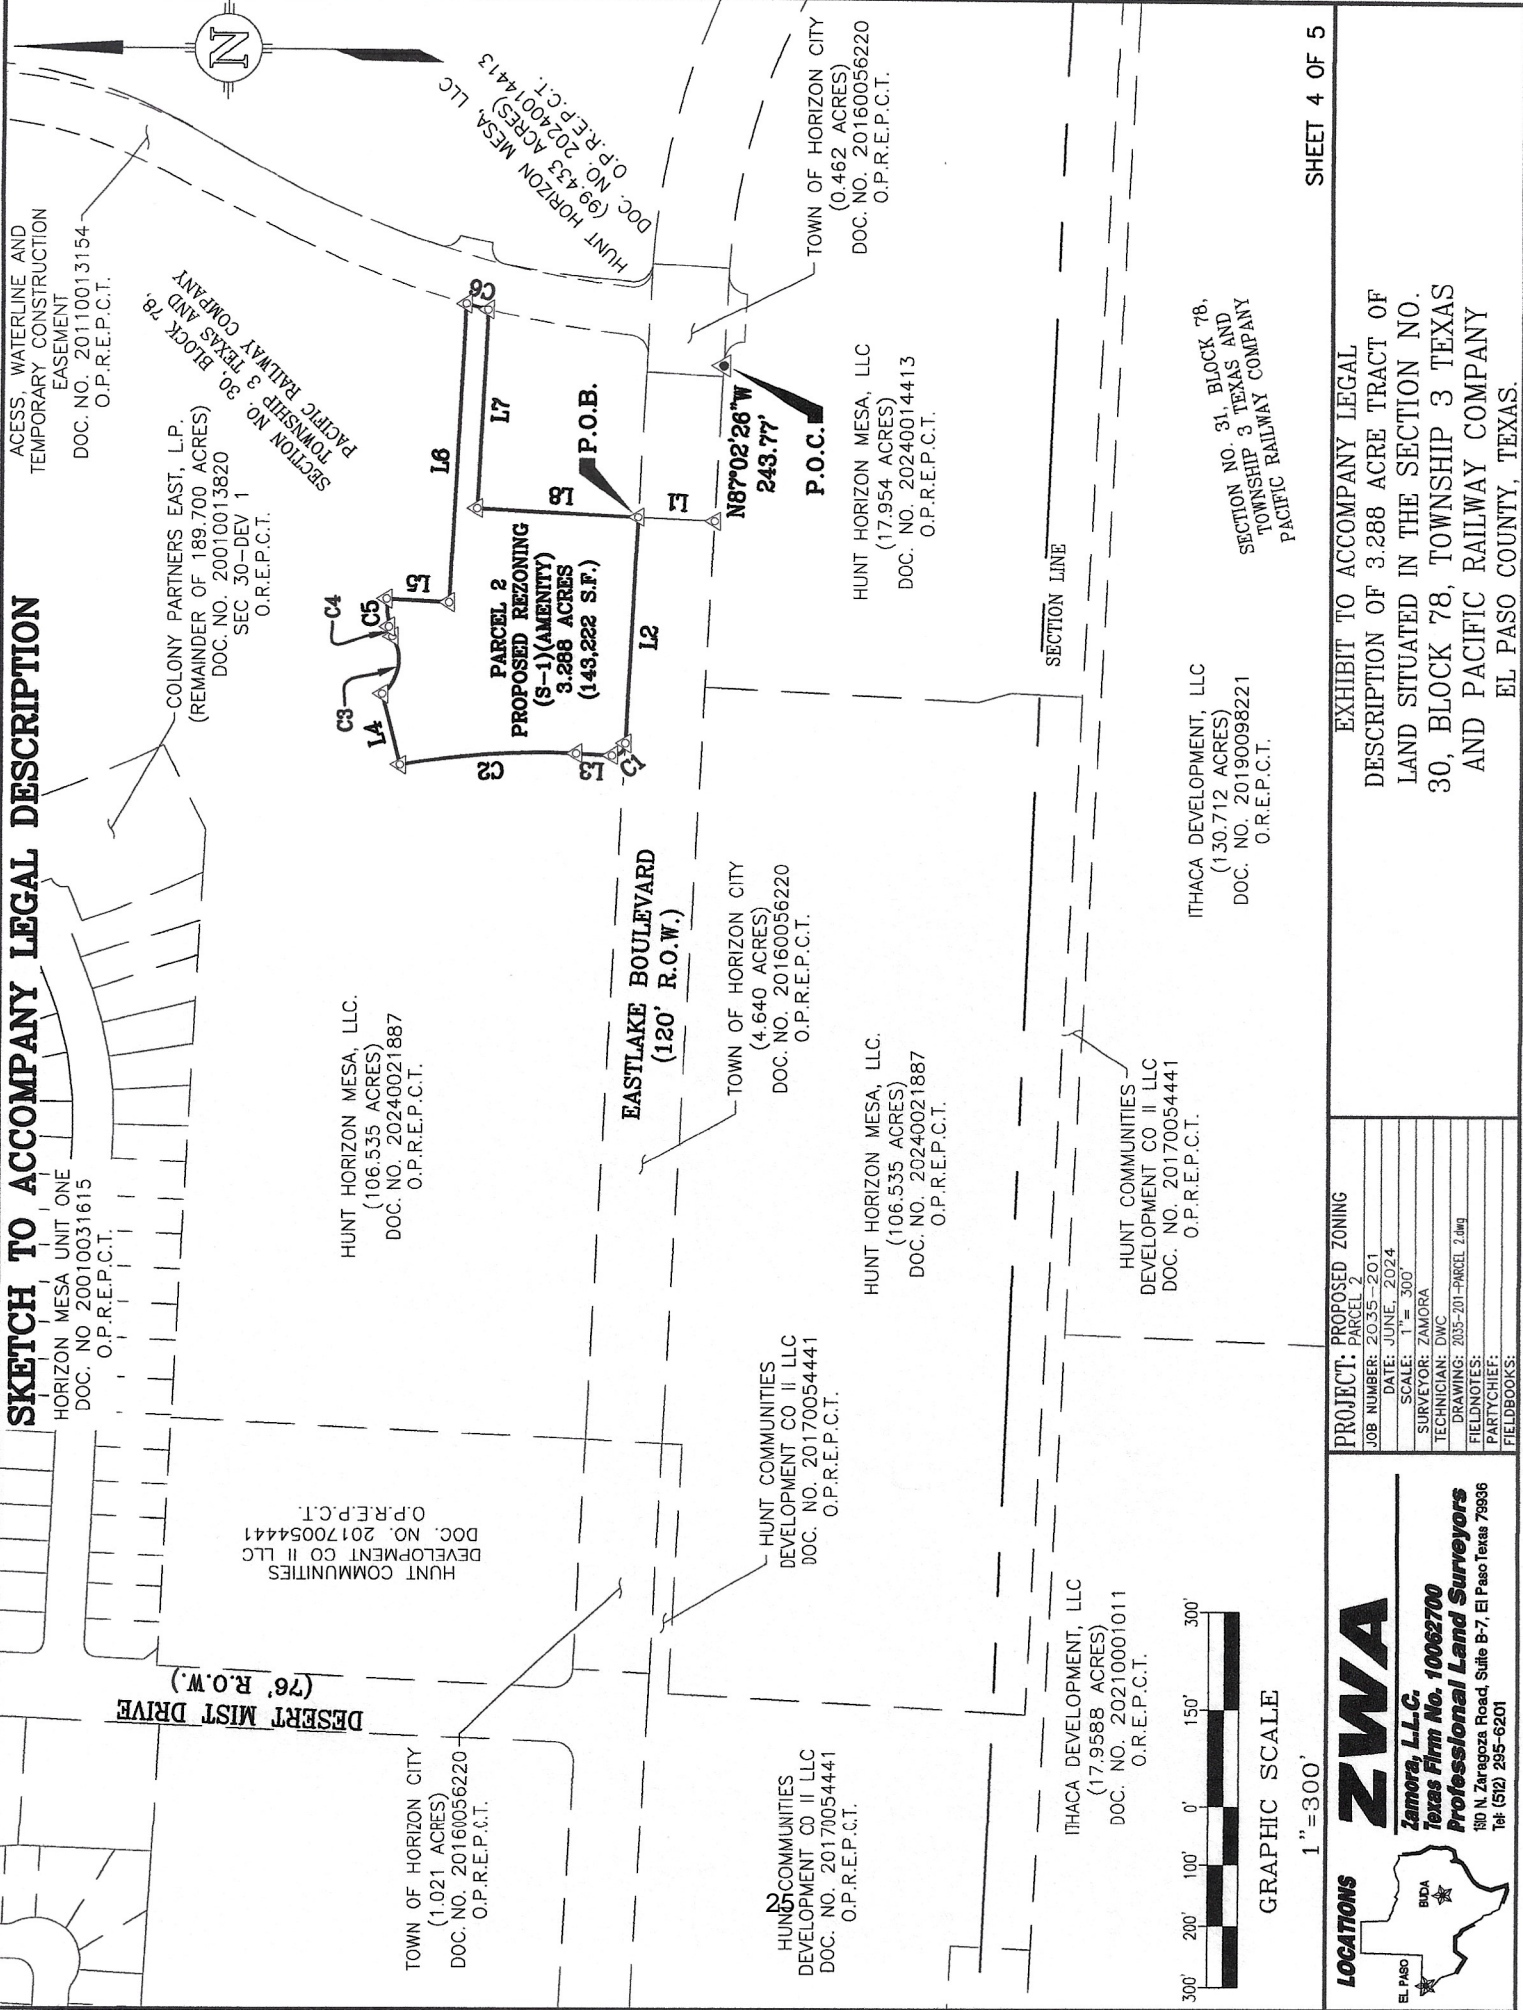 SKETCH TO ACCOMPANY LEGAL DESCRIPTION
HORIZON MESA UNIT ONE
DOC. NO 20010031615
O.P.R.E.P.C.T.
COLONY PARTNERS EAST, L.P.
(REMAINDER OF 189.700 ACRES)
DOC. NO. 20010013820
SEC 30-DEV 1
O.R.E.P.C.T.
ACESS, WATERLINE AND
TEMPORARY CONSTRUCTION
EASEMENT
DOC. NO. 20110013154
O.P.R.E.P.C.T.
SECTION NO. 30, BLOCK 78,
TOWNSHIP 3 TEXAS AND
PACIFIC RAILWAY COMPANY
N
HUNT HORIZON MESA, LLC
(99.433 ACRES)
DOC. NO. 20240014413
O.P.R.E.P.C.T.
HUNT COMMUNITIES
DEVELOPMENT CO II LLC
DOC. NO. 20170054441
O.P.R.E.P.C.T.
DESERT MIST DRIVE
(76' R.O.W.)
HUNT HORIZON MESA, LLC.
(106.535 ACRES)
DOC. NO. 20240021887
O.P.R.E.P.C.T.
C3
C4
C5
L4
L5
L6
C6
L7
C2
L8
L3
C1
L2
L1
P.O.B.
PARCEL 2
PROPOSED REZONING
(S-1)(AMENITY)
3.288 ACRES
(143,222 S.F.)
N87°02'26"W
243.77'
P.O.C.
TOWN OF HORIZON CITY
(0.462 ACRES)
DOC. NO. 20160056220
O.P.R.E.P.C.T.
TOWN OF HORIZON CITY
(1.021 ACRES)
DOC. NO. 20160056220
O.P.R.E.P.C.T.
EASTLAKE BOULEVARD
(120' R.O.W.)
TOWN OF HORIZON CITY
(4.640 ACRES)
DOC. NO. 20160056220
O.P.R.E.P.C.T.
HUNT HORIZON MESA, LLC
(17.954 ACRES)
DOC. NO. 20240014413
O.P.R.E.P.C.T.
HUNT COMMUNITIES
DEVELOPMENT CO II LLC
DOC. NO. 20170054441
O.P.R.E.P.C.T.
HUNT COMMUNITIES
DEVELOPMENT CO II LLC
DOC. NO. 20170054441
O.P.R.E.P.C.T.
25
HUNT HORIZON MESA, LLC.
(106.535 ACRES)
DOC. NO. 20240021887
O.P.R.E.P.C.T.
SECTION LINE
HUNT COMMUNITIES
DEVELOPMENT CO II LLC
DOC. NO. 20170054441
O.P.R.E.P.C.T.
ITHACA DEVELOPMENT, LLC
(17.9588 ACRES)
DOC. NO. 20210001011
O.R.E.P.C.T.
ITHACA DEVELOPMENT, LLC
(130.712 ACRES)
DOC. NO. 20190098221
O.R.E.P.C.T.
SECTION NO. 31, BLOCK 78,
TOWNSHIP 3 TEXAS AND
PACIFIC RAILWAY COMPANY
300' 200' 100' 0' 150' 300'
GRAPHIC SCALE
1"=300'
SHEET 4 OF 5
LOCATIONS
EL PASO
BUDA
ZWA
Zamora, L.L.C.
Texas Firm No. 10062700
Professional Land Surveyors
1310 N. Zaragoza Road, Suite B-7, El Paso Texas 79936
Tel: (512) 295-6201
PROJECT: PROPOSED ZONING
PARCEL 2
JOB NUMBER: 2035-201
DATE: JUNE, 2024
SCALE: 1"= 300'
SURVEYOR: ZAMORA
TECHNICIAN: DWC
DRAWING: 2035-201-PARCEL 2.dwg
FIELDNOTES:
PARTYCHIEF:
FIELDBOOKS:
EXHIBIT TO ACCOMPANY LEGAL
DESCRIPTION OF 3.288 ACRE TRACT OF
LAND SITUATED IN THE SECTION NO.
30, BLOCK 78, TOWNSHIP 3 TEXAS
AND PACIFIC RAILWAY COMPANY
EL PASO COUNTY, TEXAS.